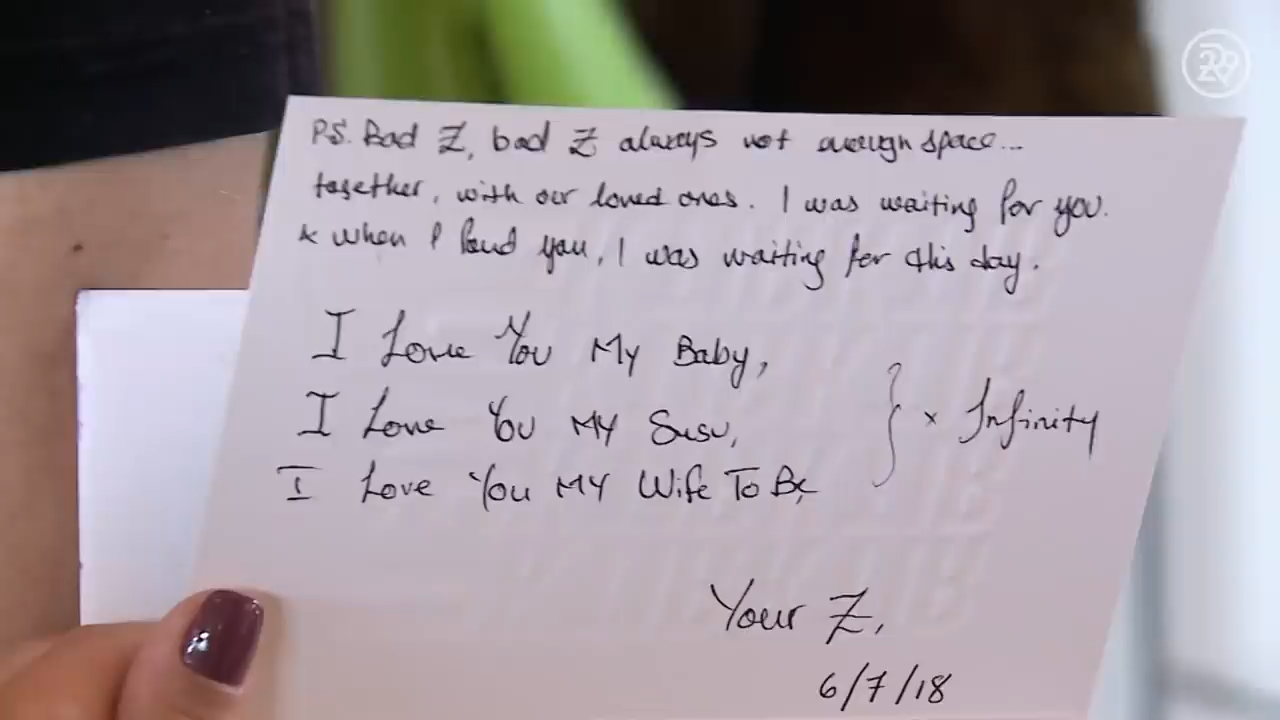 P.S. Bad Z, bad Z always not enough space...
together, with our loved ones. I was waiting for you.
& when I found you, I was waiting for this day.
I Love You My Baby,
I Love You My Susu,
I Love You My Wife To Be,
} x Infinity
Your Z,
6/7/18
R29